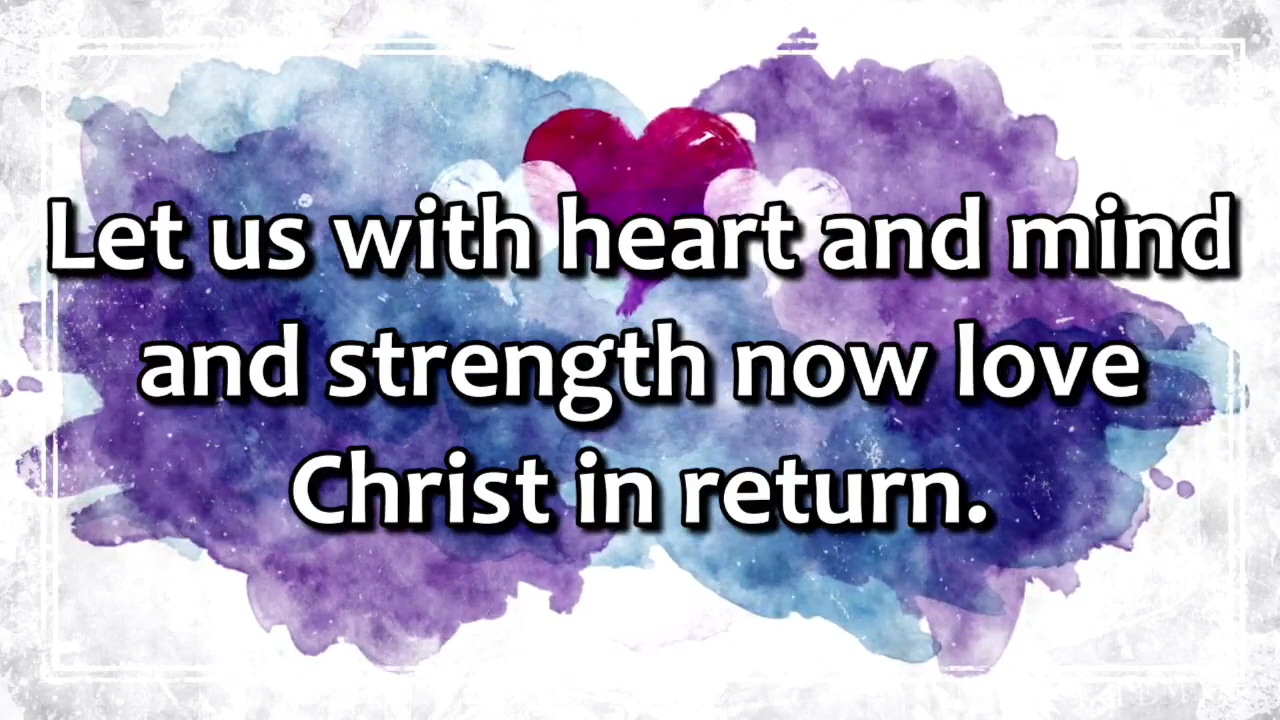 Let us with heart and mind
and strength now love
Christ in return.